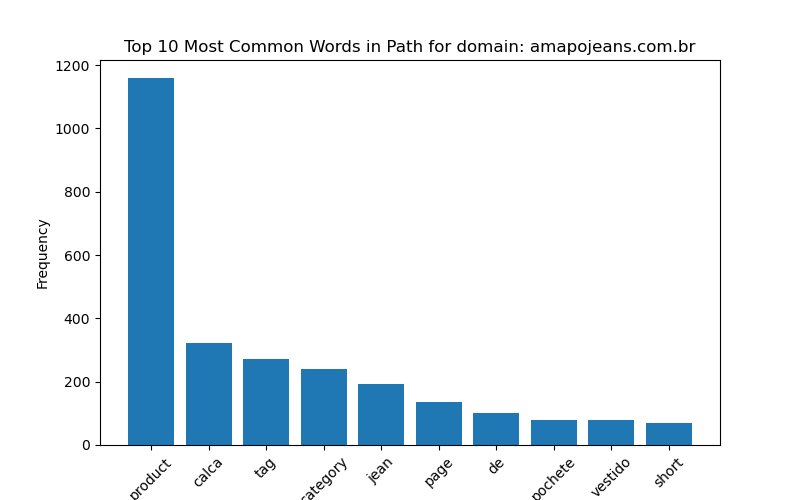 Top 10 Most Common Words in Path for domain: amapojeans.com.br
Frequency
1200
1000
800
600
400
200
0
product
calca
tag
category
jean
page
de
pochete
vestido
short